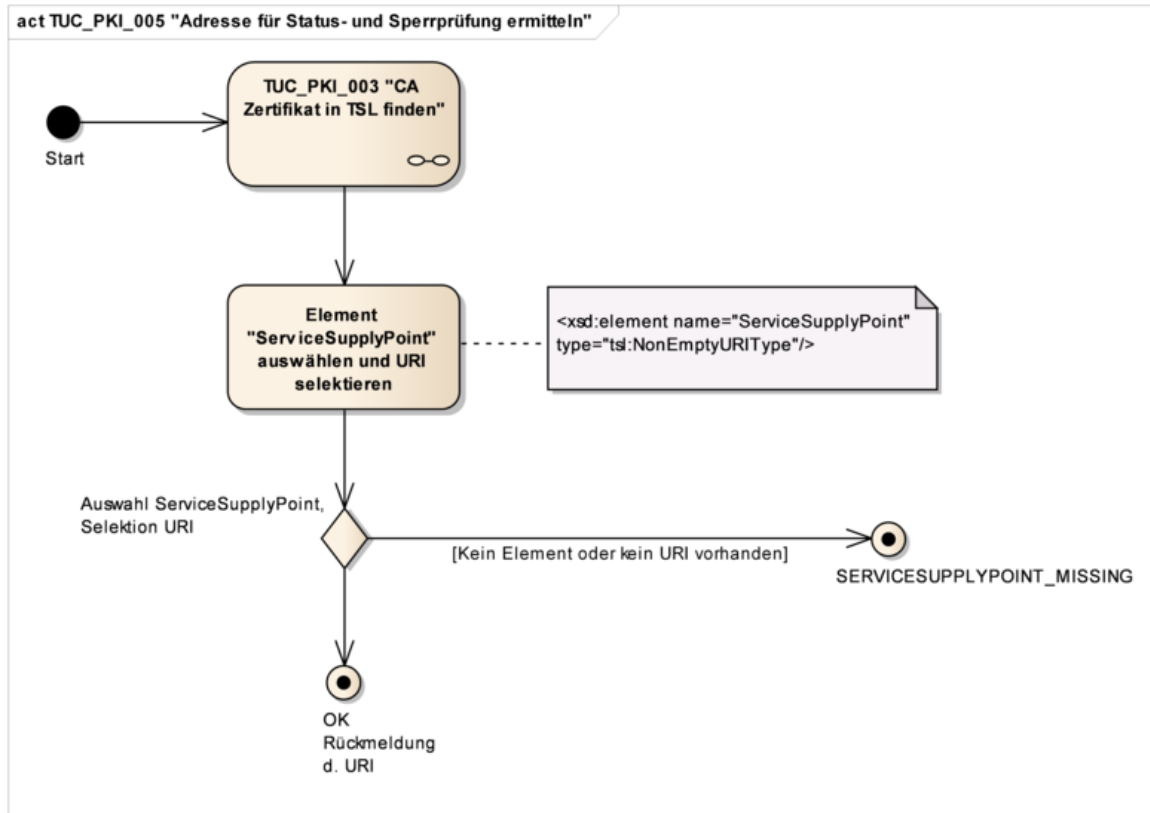 act TUC_PKI_005 "Adresse für Status- und Sperrprüfung ermitteln"
TUC_PKI_003 "CA
Zertifikat in TSL finden"
Start
Element
"ServiceSupplyPoint"
auswählen und URI
selektieren
<xsd:element name="ServiceSupplyPoint"
type="tsl:NonEmptyURIType"/>
Auswahl ServiceSupplyPoint,
Selektion URI
[Kein Element oder kein URI vorhanden]
SERVICESUPPLYPOINT_MISSING
OK
Rückmeldung
d. URI